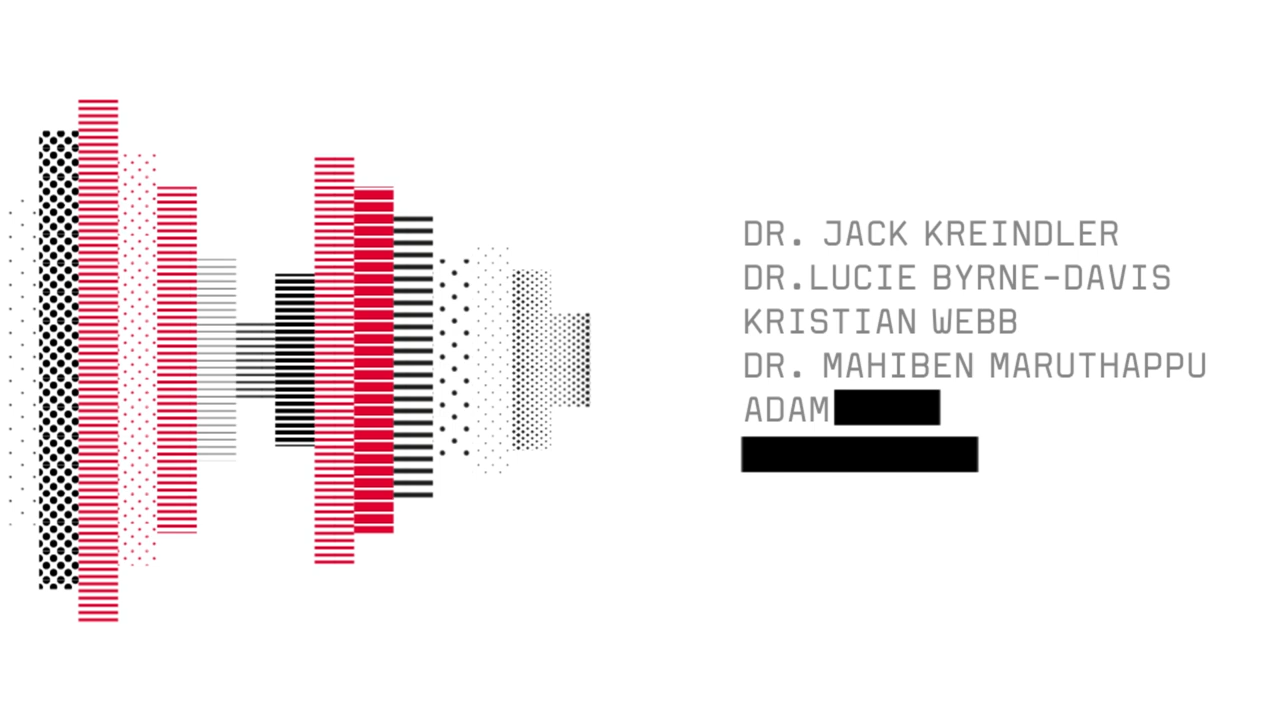 DR. JACK KREINDLER
DR.LUCIE BYRNE-DAVIS
KRISTIAN WEBB
DR. MAHIBEN MARUTHAPPU
ADAM